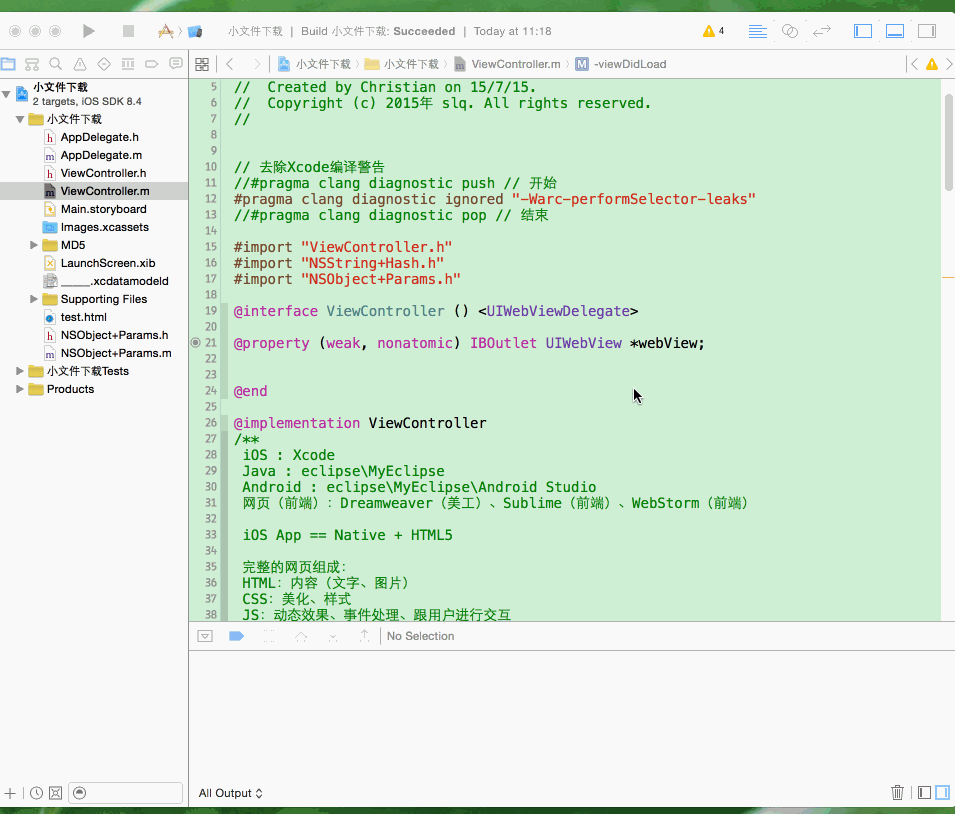 小文件下载 | Build 小文件下载: Succeeded | Today at 11:18
4
小文件下载 小文件下载 ViewController.m M -viewDidLoad
小文件下载
2 targets, iOS SDK 8.4
小文件下载
h AppDelegate.h
m AppDelegate.m
h ViewController.h
m ViewController.m
Main.storyboard
Images.xcassets
MD5
LaunchScreen.xib
_____.xcdatamodeld
Supporting Files
test.html
h NSObject+Params.h
m NSObject+Params.m
小文件下载Tests
Products
5 //  Created by Christian on 15/7/15.
6 //  Copyright (c) 2015年 slq. All rights reserved.
7 //
8
9
10 // 去除Xcode编译警告
11 //#pragma clang diagnostic push // 开始
12 #pragma clang diagnostic ignored "-Warc-performSelector-leaks"
13 //#pragma clang diagnostic pop // 结束
14
15 #import "ViewController.h"
16 #import "NSString+Hash.h"
17 #import "NSObject+Params.h"
18
19 @interface ViewController () <UIWebViewDelegate>
20
21 @property (weak, nonatomic) IBOutlet UIWebView *webView;
22
23
24 @end
25
26 @implementation ViewController
27 /**
28  iOS : Xcode
29  Java : eclipse\MyEclipse
30  Android : eclipse\MyEclipse\Android Studio
31  网页（前端）：Dreamweaver（美工）、Sublime（前端）、WebStorm（前端）
32
33  iOS App == Native + HTML5
34
35  完整的网页组成：
36  HTML：内容（文字、图片）
37  CSS：美化、样式
38  JS：动态效果、事件处理、跟用户进行交互
No Selection
All Output